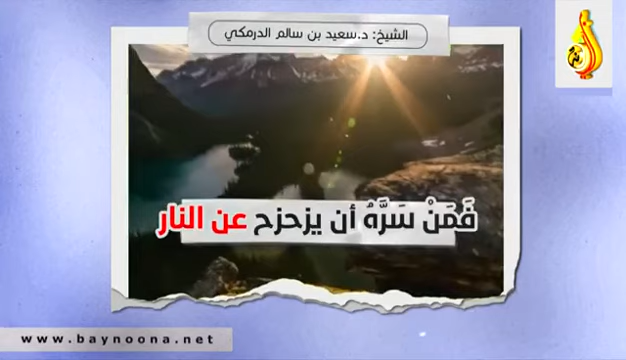 الشيخ: د.سعيد بن سالم الدرمكي
فَمَنْ سَرَّهُ أن يزحزح عن النار
www.baynoona.net